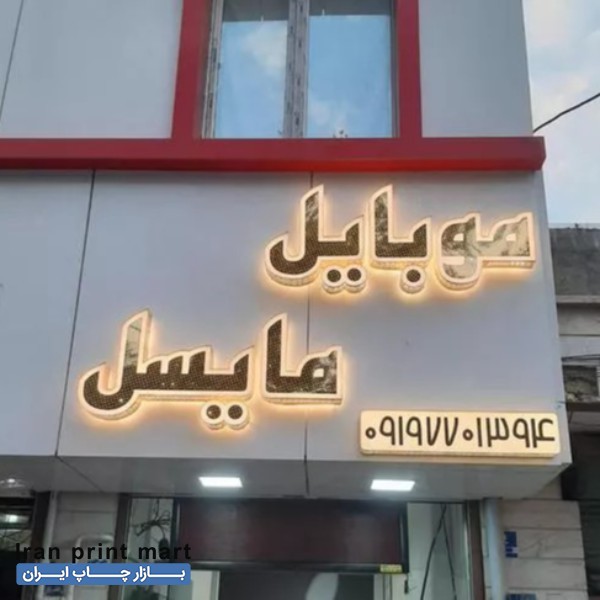 موبایل
مایسل
۰۹۱۹۷۷۰۱۳۹۴
Iran print mart
بازار چاپ ایران